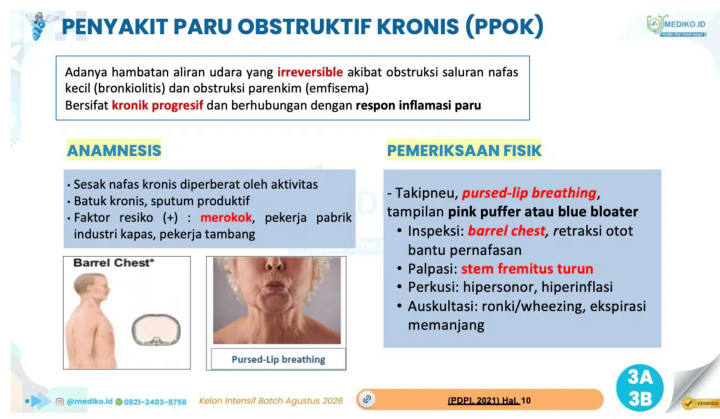 PENYAKIT PARU OBSTRUKTIF KRONIS (PPOK)
MEDIKO.ID
Adanya hambatan aliran udara yang irreversible akibat obstruksi saluran nafas
kecil (bronkiolitis) dan obstruksi parenkim (emfisema)
Bersifat kronik progresif dan berhubungan dengan respon inflamasi paru
ANAMNESIS
• Sesak nafas kronis diperberat oleh aktivitas
• Batuk kronis, sputum produktif
• Faktor resiko (+) : merokok, pekerja pabrik
industri kapas, pekerja tambang
Barrel Chest*
Pursed-Lip breathing
PEMERIKSAAN FISIK
- Takipneu, pursed-lip breathing,
tampilan pink puffer atau blue bloater
• Inspeksi: barrel chest, retraksi otot
bantu pernafasan
• Palpasi: stem fremitus turun
• Perkusi: hipersonor, hiperinflasi
• Auskultasi: ronki/wheezing, ekspirasi
memanjang
3A
3B
@mediko.id 0821-3403-8758 Kelon Intensif Batch Agustus 2026
(PDPI, 2021) Hal. 10
VERIFIED